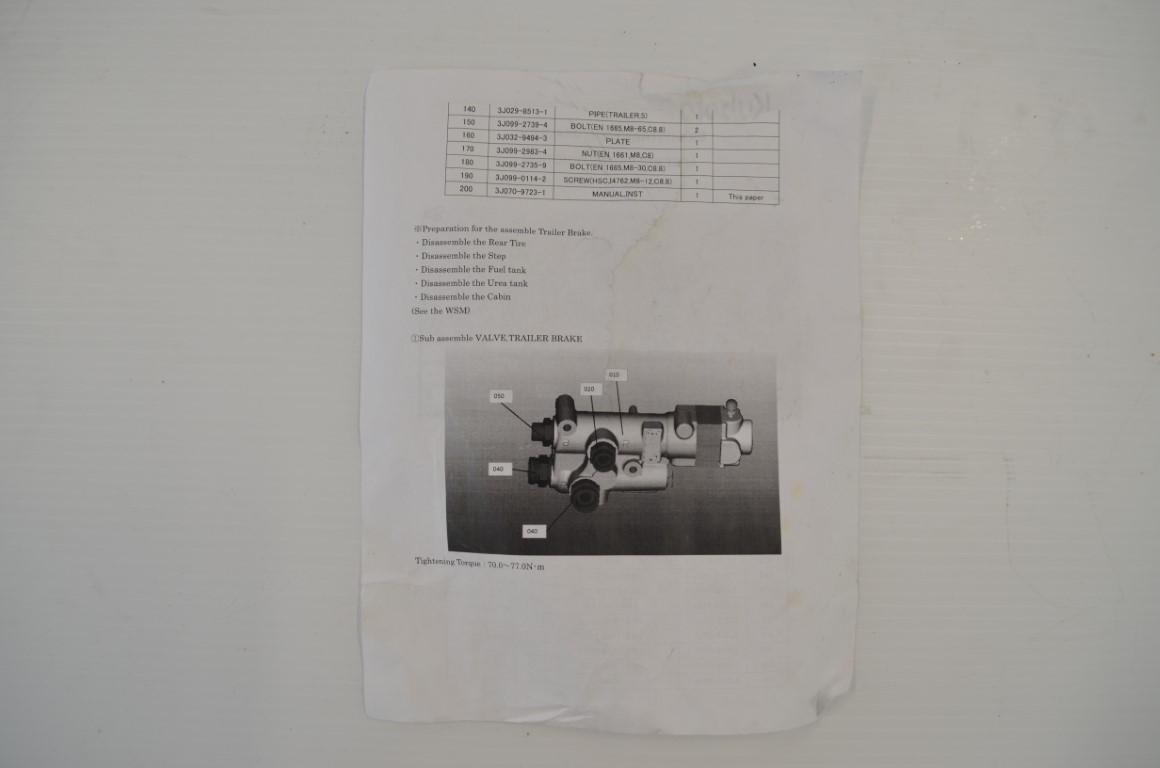 140 3J029-8513-1 PIPE(TRAILER,5) 1
150 3J099-2739-4 BOLT(EN 1665,M8-65,C8.8) 2
160 3J032-9494-3 PLATE 1
170 3J099-2983-4 NUT(EN 1661,M8,C8) 1
180 3J099-2735-9 BOLT(EN 1665,M8-30,C8.8) 1
190 3J099-0114-2 SCREW(HSC,I4762,M8-12,C8.8) 1
200 3J070-9723-1 MANUAL,INST 1 This paper
※Preparation for the assemble Trailer Brake.
・Disassemble the Rear Tire
・Disassemble the Step
・Disassemble the Fuel tank
・Disassemble the Urea tank
・Disassemble the Cabin
(See the WSM)
①Sub assemble VALVE,TRAILER BRAKE
010
020
050
040
040
Tightening Torque : 70.0～77.0N·m